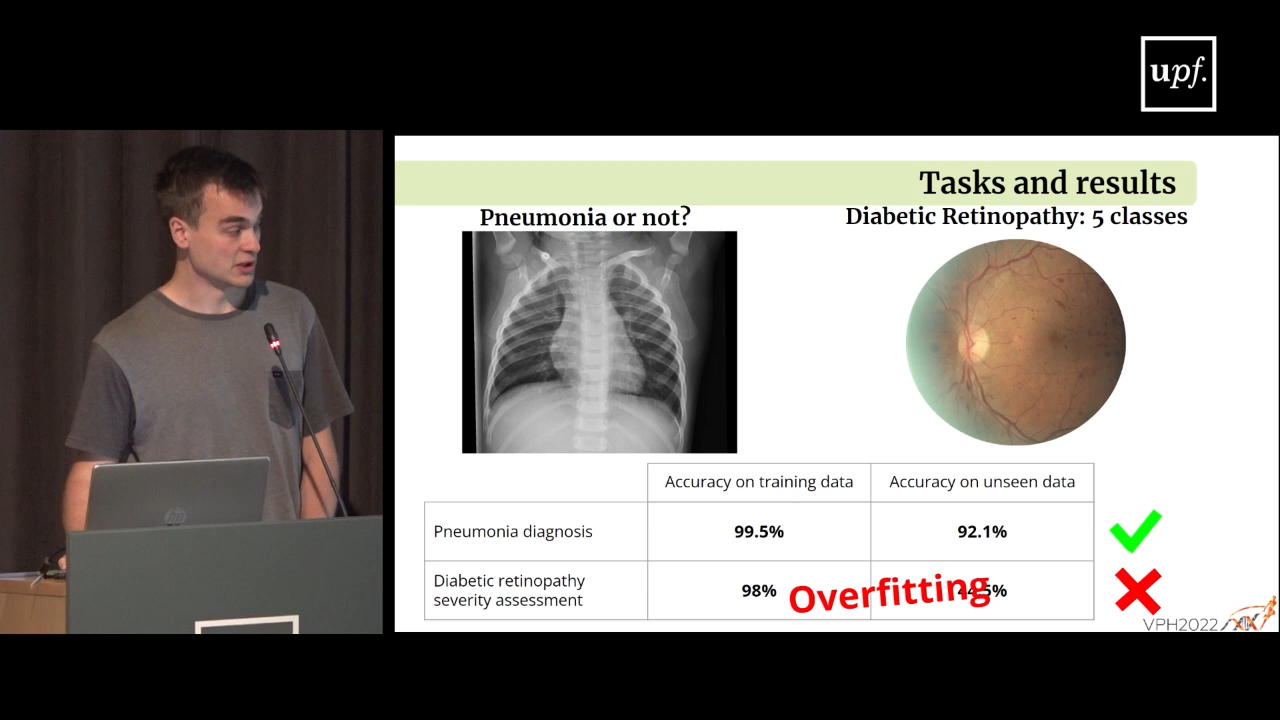 upf.
Tasks and results
Pneumonia or not?
Diabetic Retinopathy: 5 classes
Accuracy on training data
Accuracy on unseen data
Pneumonia diagnosis
99.5%
92.1%
Diabetic retinopathy
severity assessment
98%
Overfitting
VPH2022